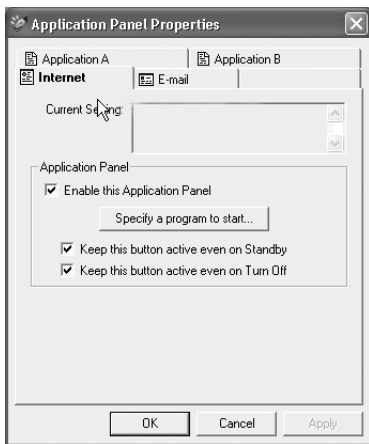 Application Panel Properties
Application A
Application B
Internet
E-mail
Current Setting:
Application Panel
Enable this Application Panel
Specify a program to start...
Keep this button active even on Standby
Keep this button active even on Turn Off
OK
Cancel
Apply